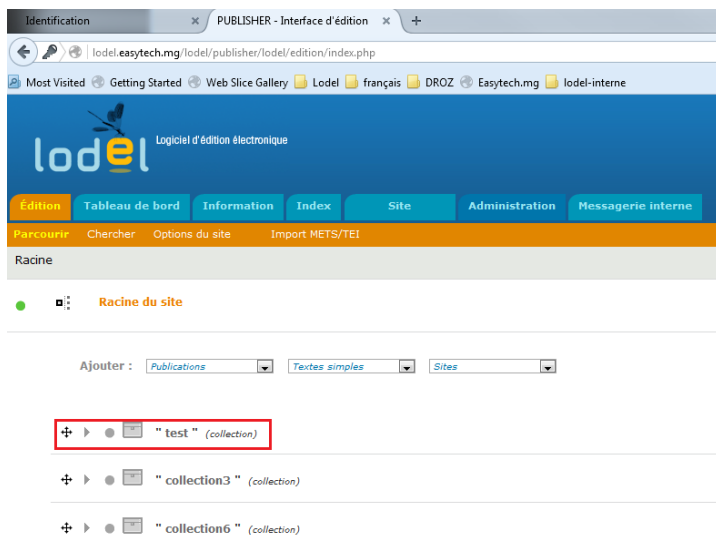 Identification × PUBLISHER - Interface d'édition × +
lodel.easytech.mg/lodel/publisher/lodel/edition/index.php
Most Visited Getting Started Web Slice Gallery Lodel français DROZ Easytech.mg lodel-interne
lodel Logiciel d'édition électronique
Édition Tableau de bord Information Index Site Administration Messagerie interne
Parcourir Chercher Options du site Import METS/TEI
Racine
Racine du site
Ajouter : Publications Textes simples Sites
" test " (collection)
" collection3 " (collection)
" collection6 " (collection)